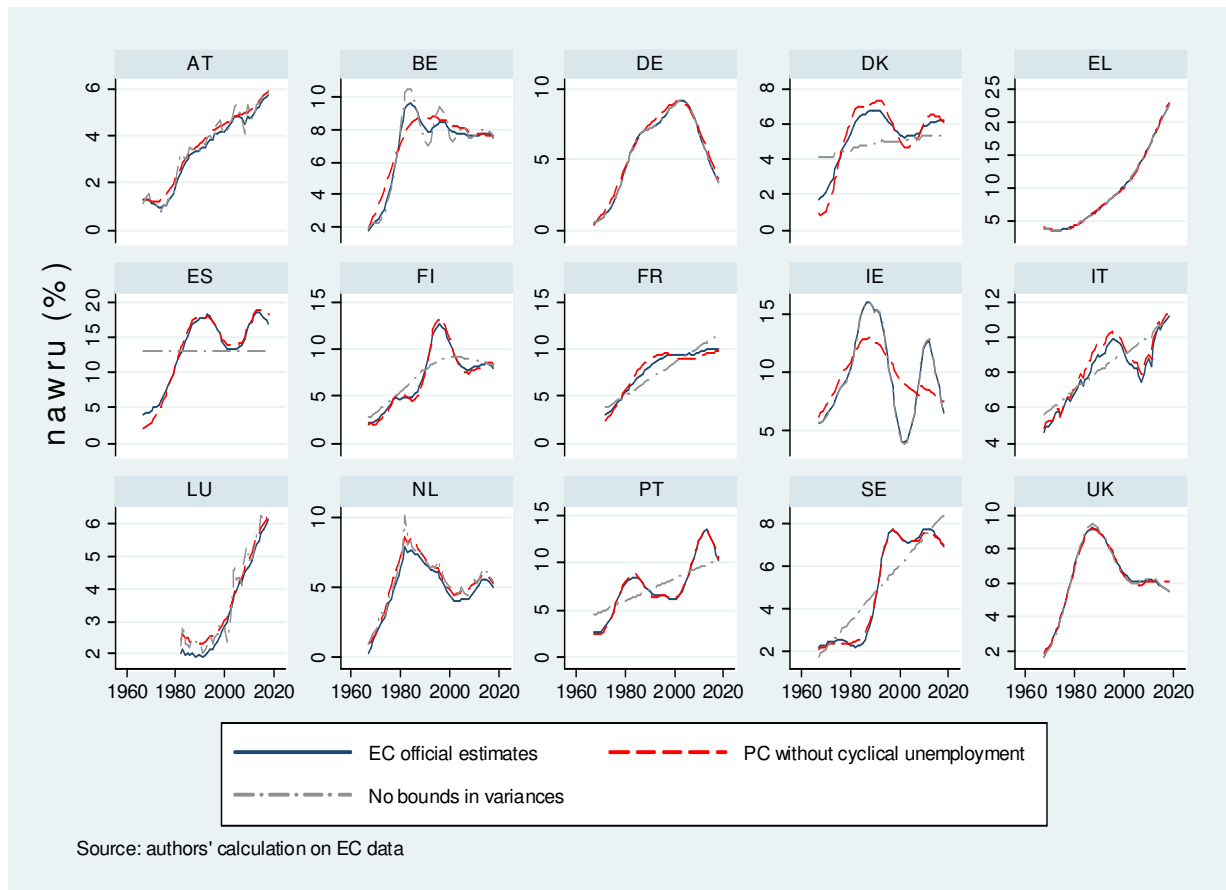 AT BE DE DK EL
6 4 2 0
10 8 6 4 2
10 5 0
8 6 4 2 0
25 20 15 10 5
ES FI FR IE IT
nawru (%)
20 15 10 5 0
15 10 5 0
15 10 5 0
15 10 5
12 10 8 6 4
LU NL PT SE UK
6 5 4 3 2
10 5 0
15 10 5 0
8 6 4 2
10 8 6 4 2
1960 1980 2000 2020 1960 1980 2000 2020 1960 1980 2000 2020 1960 1980 2000 2020 1960 1980 2000 2020
EC official estimates PC without cyclical unemployment
No bounds in variances
Source: authors' calculation on EC data